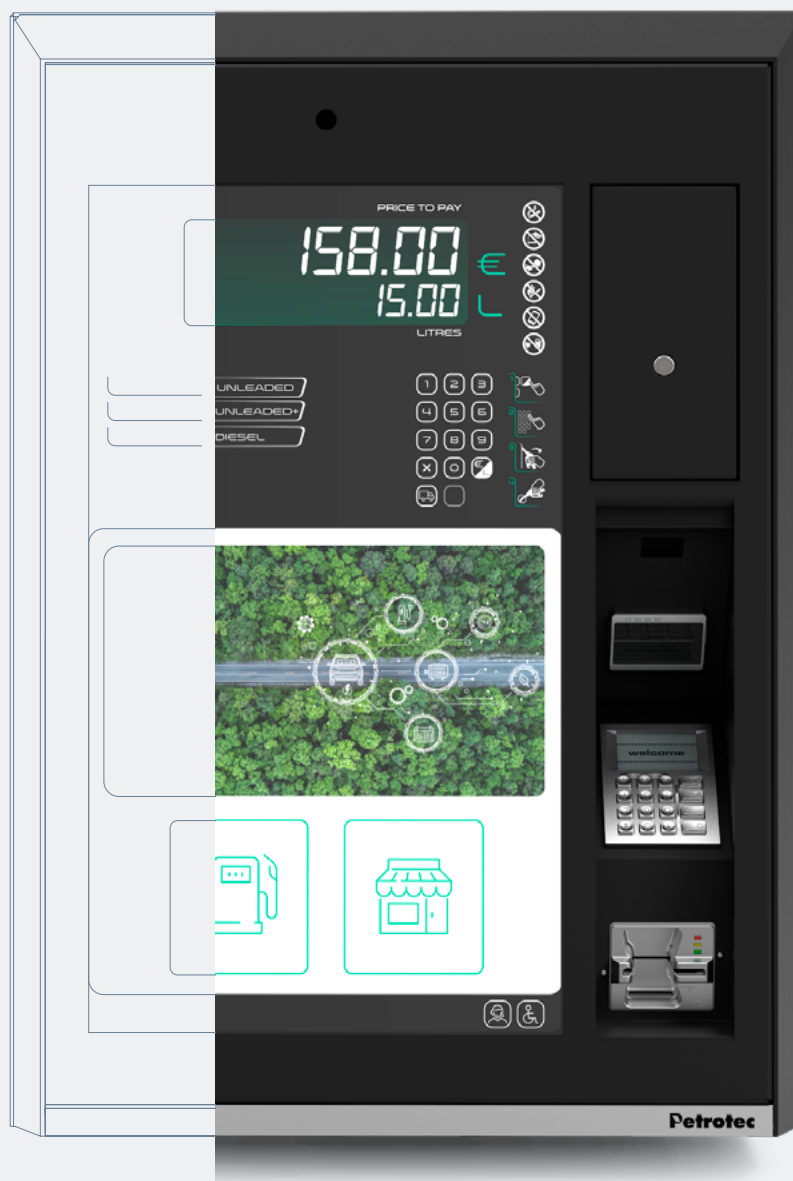 PRICE TO PAY
158.00 €
15.00 L
LITRES
UNLEADED
UNLEADED+
DIESEL
1 2 3
4 5 6
7 8 9
X 0
welcome
Petrotec